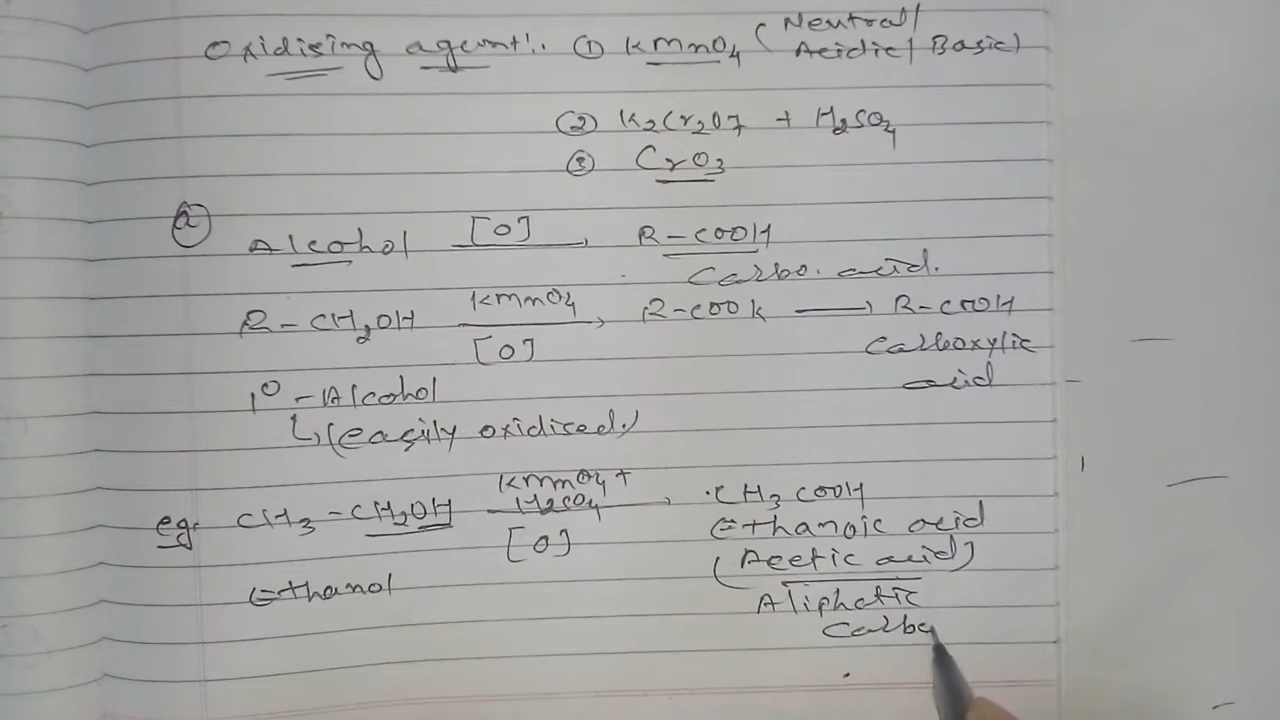 Oxidising agent:. ① KMnO4 (Neutral/
Acidic/ Basic)
② K2Cr2O7 + H2SO4
③ CrO3
ⓐ Alcohol [O] → R-COOH
Carbo. acid.
R-CH2OH KMnO4 [O] → R-COOK → R-COOH
Carboxylic
acid
1° - Alcohol
↳ (easily oxidised.)
eg. CH3-CH2OH KMnO4 + H2SO4 [O] → CH3COOH
Ethanoic acid
(Acetic acid)
Ethanol
Aliphatic
Carbo